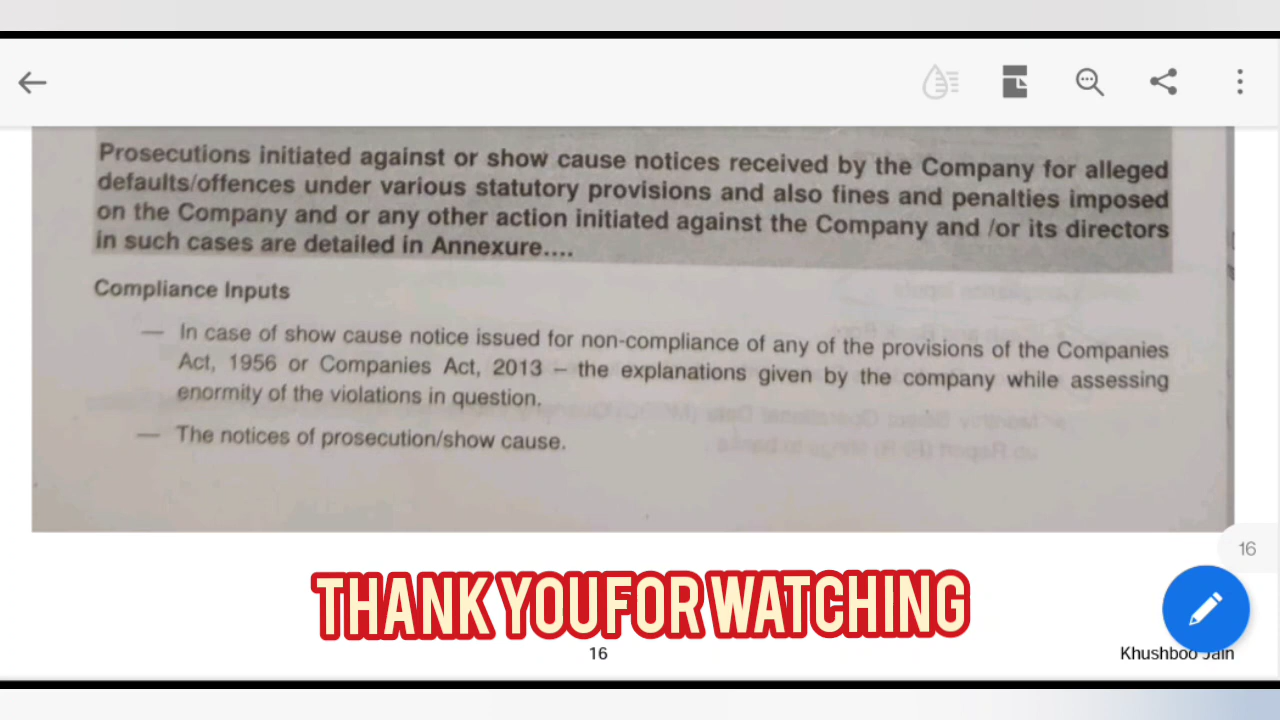 Prosecutions initiated against or show cause notices received by the Company for alleged
defaults/offences under various statutory provisions and also fines and penalties imposed
on the Company and or any other action initiated against the Company and /or its directors
in such cases are detailed in Annexure....
Compliance Inputs
— In case of show cause notice issued for non-compliance of any of the provisions of the Companies
Act, 1956 or Companies Act, 2013 – the explanations given by the company while assessing
enormity of the violations in question.
— The notices of prosecution/show cause.
16
THANK YOUFOR WATCHING
16
Khushboo Jain